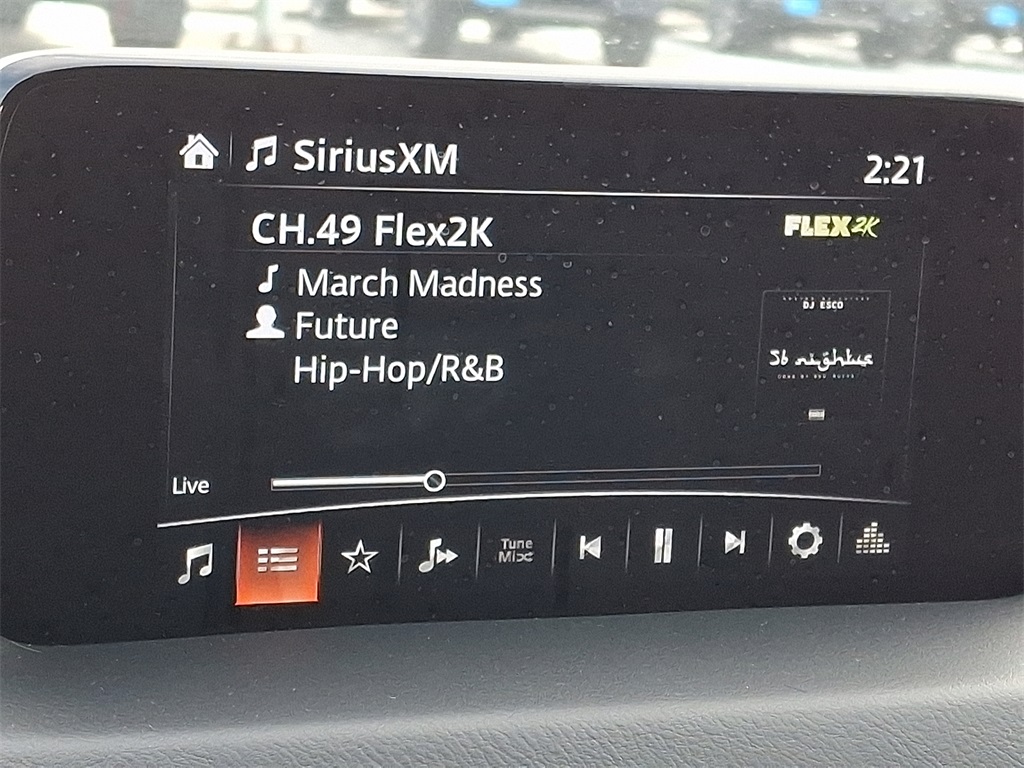 SiriusXM
2:21
CH.49 Flex2K
FLEX2K
March Madness
Future
Hip-Hop/R&B
DJ ESCO
56 nights
Live
Tune
Mix